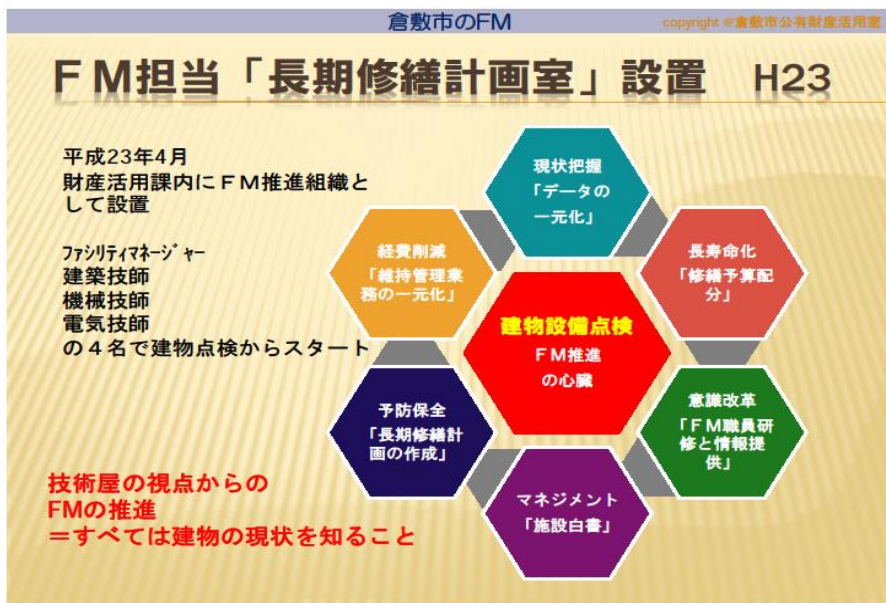 倉敷市のFM
copyright @倉敷市公有財産活用室
ＦＭ担当「長期修繕計画室」設置　H23
平成23年4月
財産活用課内にＦＭ推進組織と
して設置
ﾌｧｼﾘﾃｨﾏﾈｰｼﾞｬｰ
建築技師
機械技師
電気技師
の４名で建物点検からスタート
技術屋の視点からの
FMの推進
＝すべては建物の現状を知ること
現状把握
「データの
一元化」
長寿命化
「修繕予算配
分」
意識改革
「ＦＭ職員研
修と情報提
供」
マネジメント
「施設白書」
予防保全
「長期修繕計
画の作成」
経費削減
「維持管理業
務の一元化」
建物設備点検
ＦＭ推進
の心臓